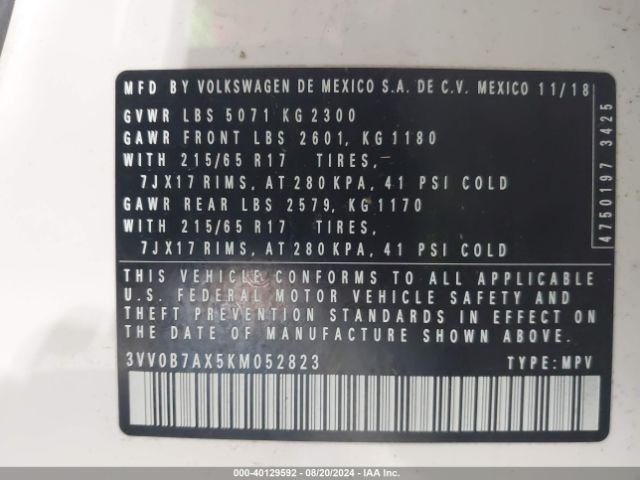 MFD BY VOLKSWAGEN DE MEXICO S.A. DE C.V. MEXICO 11/18
GVWR LBS 5071 KG 2300
GAWR FRONT LBS 2601, KG 1180
WITH 215/65 R17 TIRES,
7JX17 RIMS, AT 280 KPA, 41 PSI COLD
GAWR REAR LBS 2579, KG 1170
WITH 215/65 R17 TIRES,
7JX17 RIMS, AT 280 KPA, 41 PSI COLD
THIS VEHICLE CONFORMS TO ALL APPLICABLE
U.S. FEDERAL MOTOR VEHICLE SAFETY AND
THEFT PREVENTION STANDARDS IN EFFECT ON
THE DATE OF MANUFACTURE SHOWN ABOVE.
3VV0B7AX5KM052823 TYPE: MPV
4750197 3425
000-40129592 - 08/20/2024 - IAA Inc.